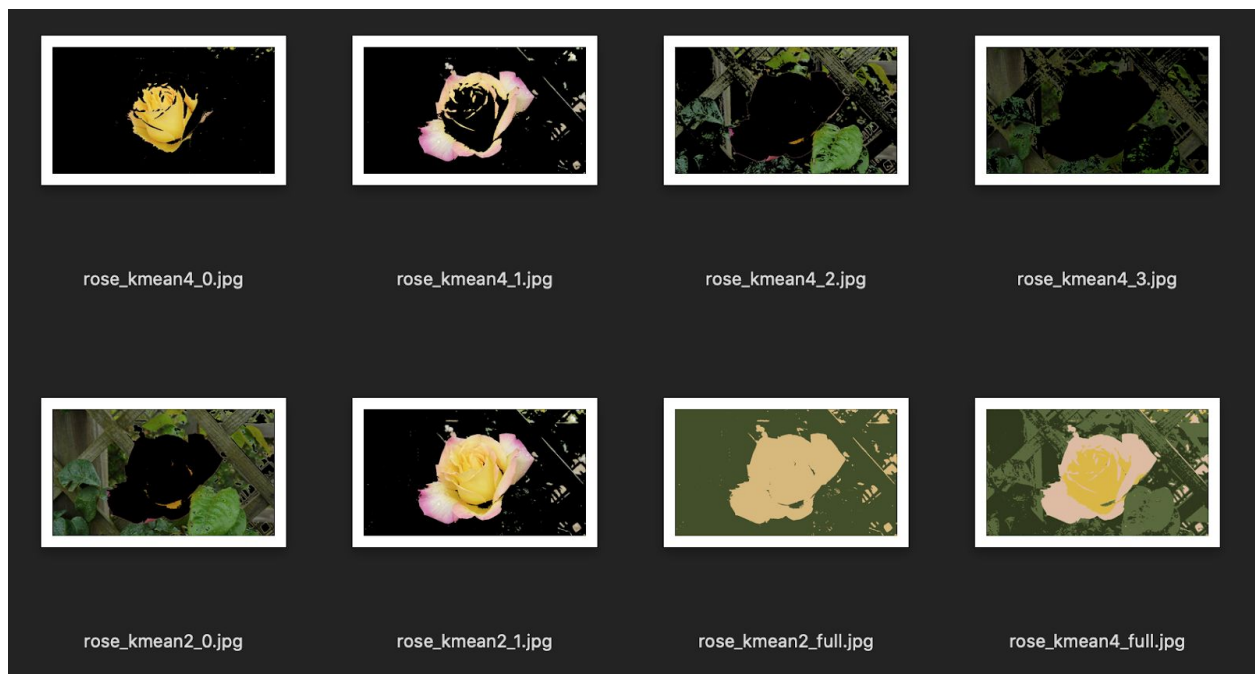 rose_kmean4_0.jpg
rose_kmean4_1.jpg
rose_kmean4_2.jpg
rose_kmean4_3.jpg
rose_kmean2_0.jpg
rose_kmean2_1.jpg
rose_kmean2_full.jpg
rose_kmean4_full.jpg